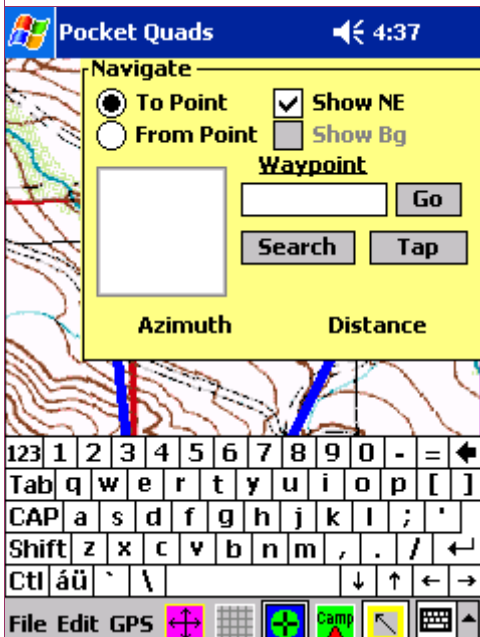 Pocket Quads 4:37
Navigate
To Point Show NE
From Point Show Bg
Waypoint
Go
Search Tap
Azimuth Distance
123 1 2 3 4 5 6 7 8 9 0 - =
Tab q w e r t y u i o p [ ]
CAP a s d f g h j k l ; '
Shift z x c v b n m , . / ↵
Ctl áü ` \ ↓ ↑ ← →
File Edit GPS Camp